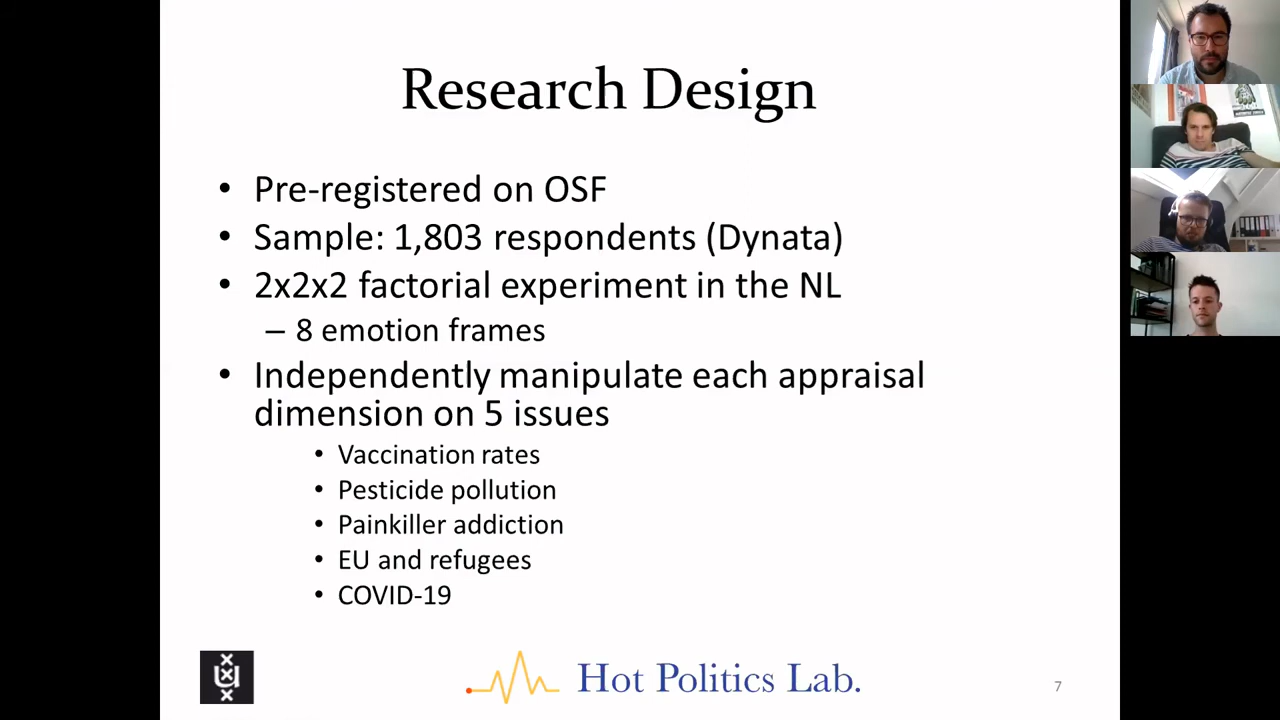 Research Design
• Pre-registered on OSF
• Sample: 1,803 respondents (Dynata)
• 2x2x2 factorial experiment in the NL
– 8 emotion frames
• Independently manipulate each appraisal
dimension on 5 issues
• Vaccination rates
• Pesticide pollution
• Painkiller addiction
• EU and refugees
• COVID-19
Hot Politics Lab.
7